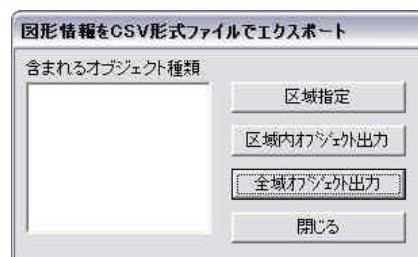 図形情報をCSV形式ファイルでエクスポート
含まれるオブジェクト種類
区域指定
区域内ｵﾌﾞｼﾞｪｸﾄ出力
全域ｵﾌﾞｼﾞｪｸﾄ出力
閉じる